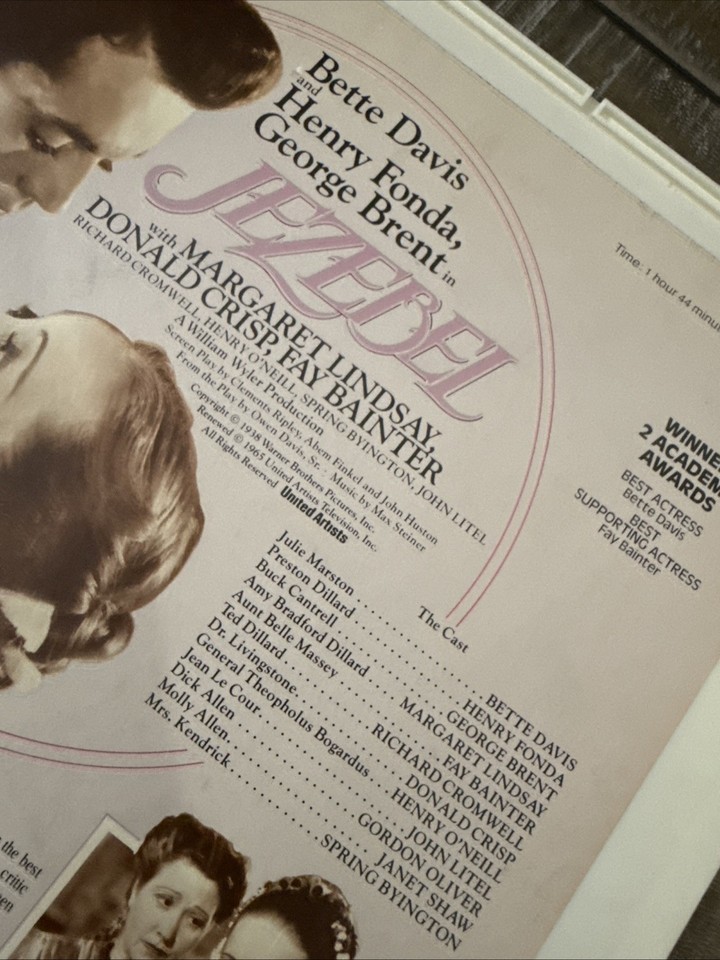 Bette Davis
and
Henry Fonda,
George Brent in
JEZEBEL
with MARGARET LINDSAY,
DONALD CRISP, FAY BAINTER
RICHARD CROMWELL, HENRY O'NEILL, SPRING BYINGTON, JOHN LITEL
A William Wyler Production
Screen Play by Clements Ripley, Abem Finkel and John Huston
From the Play by Owen Davis, Sr.: Music by Max Steiner
Copyright © 1938 Warner Brothers Pictures, Inc.
Renewed © 1965 United Artists Television, Inc.
All Rights Reserved
United Artists
Time: 1 hour 44
2
AWARDS
BEST ACTRESS
Bette Davis
BEST
SUPPORTING ACTRESS
Fay Bainter
The Cast
Julie Marston .......... BETTE DAVIS
Preston Dillard .......... HENRY FONDA
Buck Cantrell .......... GEORGE BRENT
Amy Bradford Dillard .......... MARGARET LINDSAY
Aunt Belle Massey .......... FAY BAINTER
Ted Dillard .......... RICHARD CROMWELL
Dr. Livingstone .......... DONALD CRISP
General Theopholus Bogardus .......... HENRY O'NEILL
Jean Le Cour .......... JOHN LITEL
Dick Allen .......... GORDON OLIVER
Molly Allen .......... JANET SHAW
Mrs. Kendrick .......... SPRING BYINGTON
the best
critic